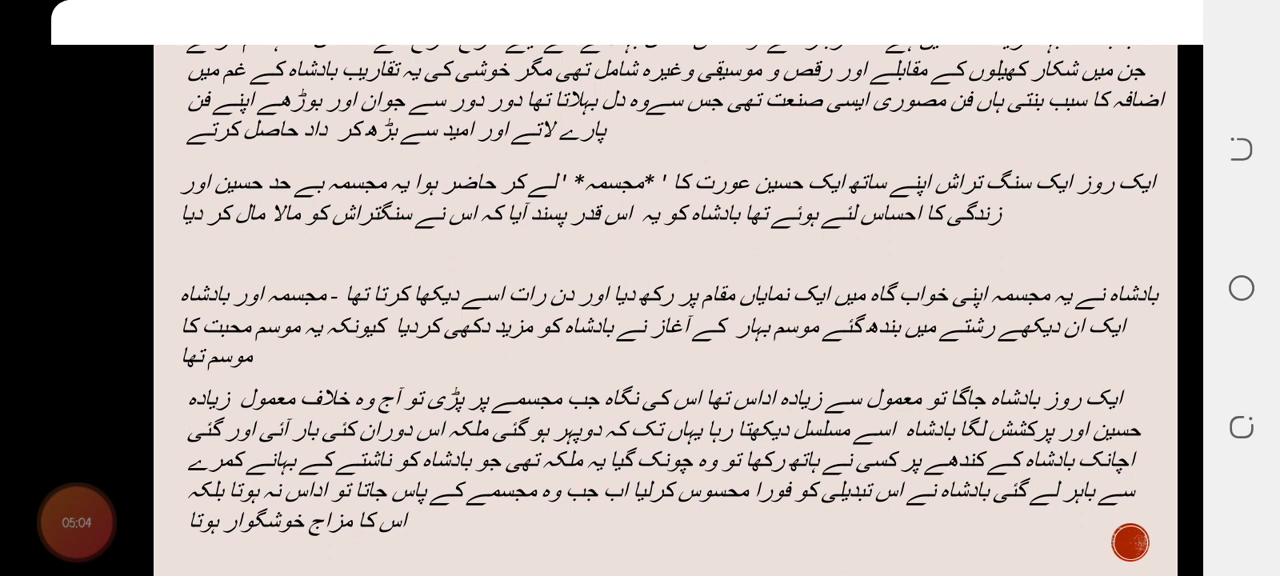 جن میں شکار کھیلوں کے مقابلے اور رقص و موسیقی وغیرہ شامل تھی مگر خوشی کی یہ تقاریب بادشاہ کے غم میں
اضافہ کا سبب بنتی ہاں فن مصوری ایسی صنعت تھی جس سےوہ دل بہلاتا تھا دور دور سے جوان اور بوڑھے اپنے فن
پارے لاتے اور امید سے بڑھ کر داد حاصل کرتے
ایک روز ایک سنگ تراش اپنے ساتھ ایک حسین عورت کا ' *مجسمہ* 'لے کر حاضر ہوا یہ مجسمہ بے حد حسین اور
زندگی کا احساس لئے ہوئے تھا بادشاہ کو یہ اس قدر پسند آیا کہ اس نے سنگتراش کو مالا مال کر دیا
بادشاہ نے یہ مجسمہ اپنی خواب گاہ میں ایک نمایاں مقام پر رکھ دیا اور دن رات اسے دیکھا کرتا تھا - مجسمہ اور بادشاہ
ایک ان دیکھے رشتے میں بندھ گئے موسم بہار کے آغاز نے بادشاہ کو مزید دکھی کردیا کیونکہ یہ موسم محبت کا
موسم تھا
ایک روز بادشاہ جاگا تو معمول سے زیادہ اداس تھا اس کی نگاہ جب مجسمے پر پڑی تو آج وہ خلاف معمول زیادہ
حسین اور پرکشش لگا بادشاہ اسے مسلسل دیکھتا رہا یہاں تک کہ دوپہر ہو گئی ملکہ اس دوران کئی بار آئی اور گئی
اچانک بادشاہ کے کندھے پر کسی نے ہاتھ رکھا تو وہ چونک گیا یہ ملکہ تھی جو بادشاہ کو ناشتے کے بہانے کمرے
سے باہر لے گئی بادشاہ نے اس تبدیلی کو فورا محسوس کرلیا اب جب وہ مجسمے کے پاس جاتا تو اداس نہ ہوتا بلکہ
اس کا مزاج خوشگوار ہوتا
05:04